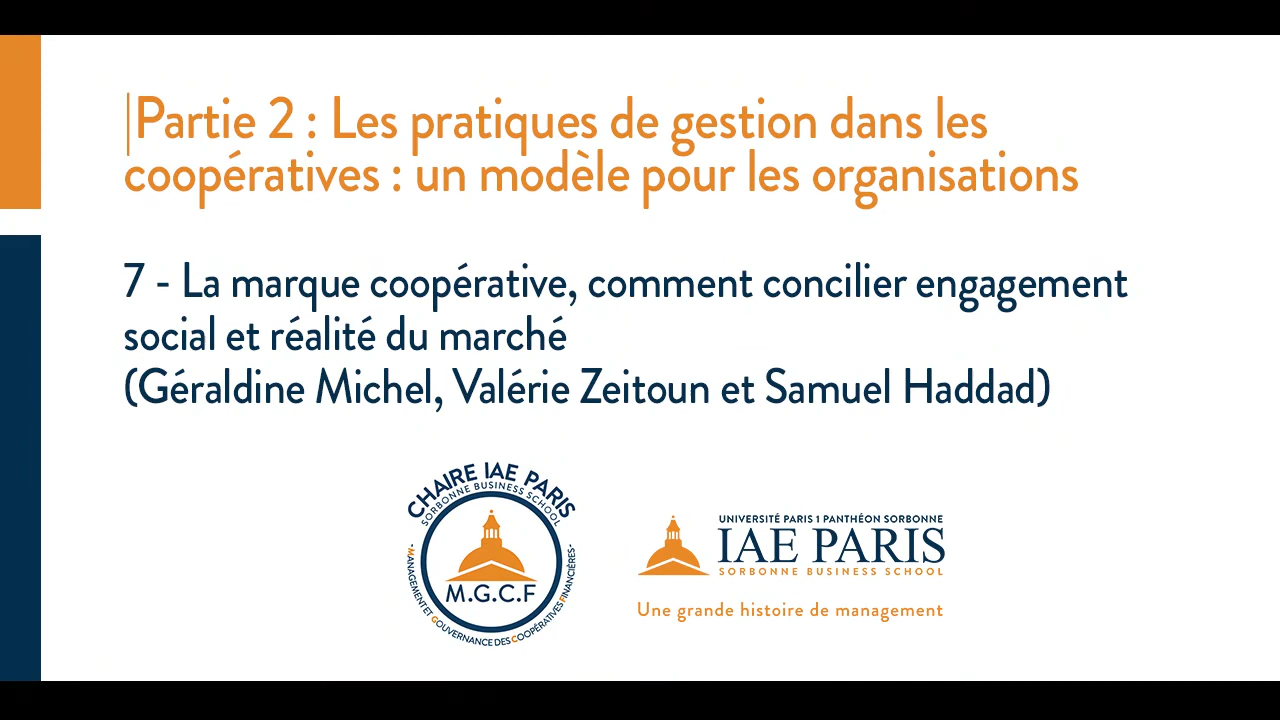 Partie 2 : Les pratiques de gestion dans les
coopératives : un modèle pour les organisations
7 - La marque coopérative, comment concilier engagement
social et réalité du marché
(Géraldine Michel, Valérie Zeitoun et Samuel Haddad)
CHAIRE IAE PARIS
SORBONNE BUSINESS SCHOOL
M.G.C.F
-MANAGEMENT ET GOUVERNANCE DES COOPÉRATIVES FINANCIÈRES-
UNIVERSITÉ PARIS 1 PANTHÉON SORBONNE
IAE PARIS
SORBONNE BUSINESS SCHOOL
Une grande histoire de management